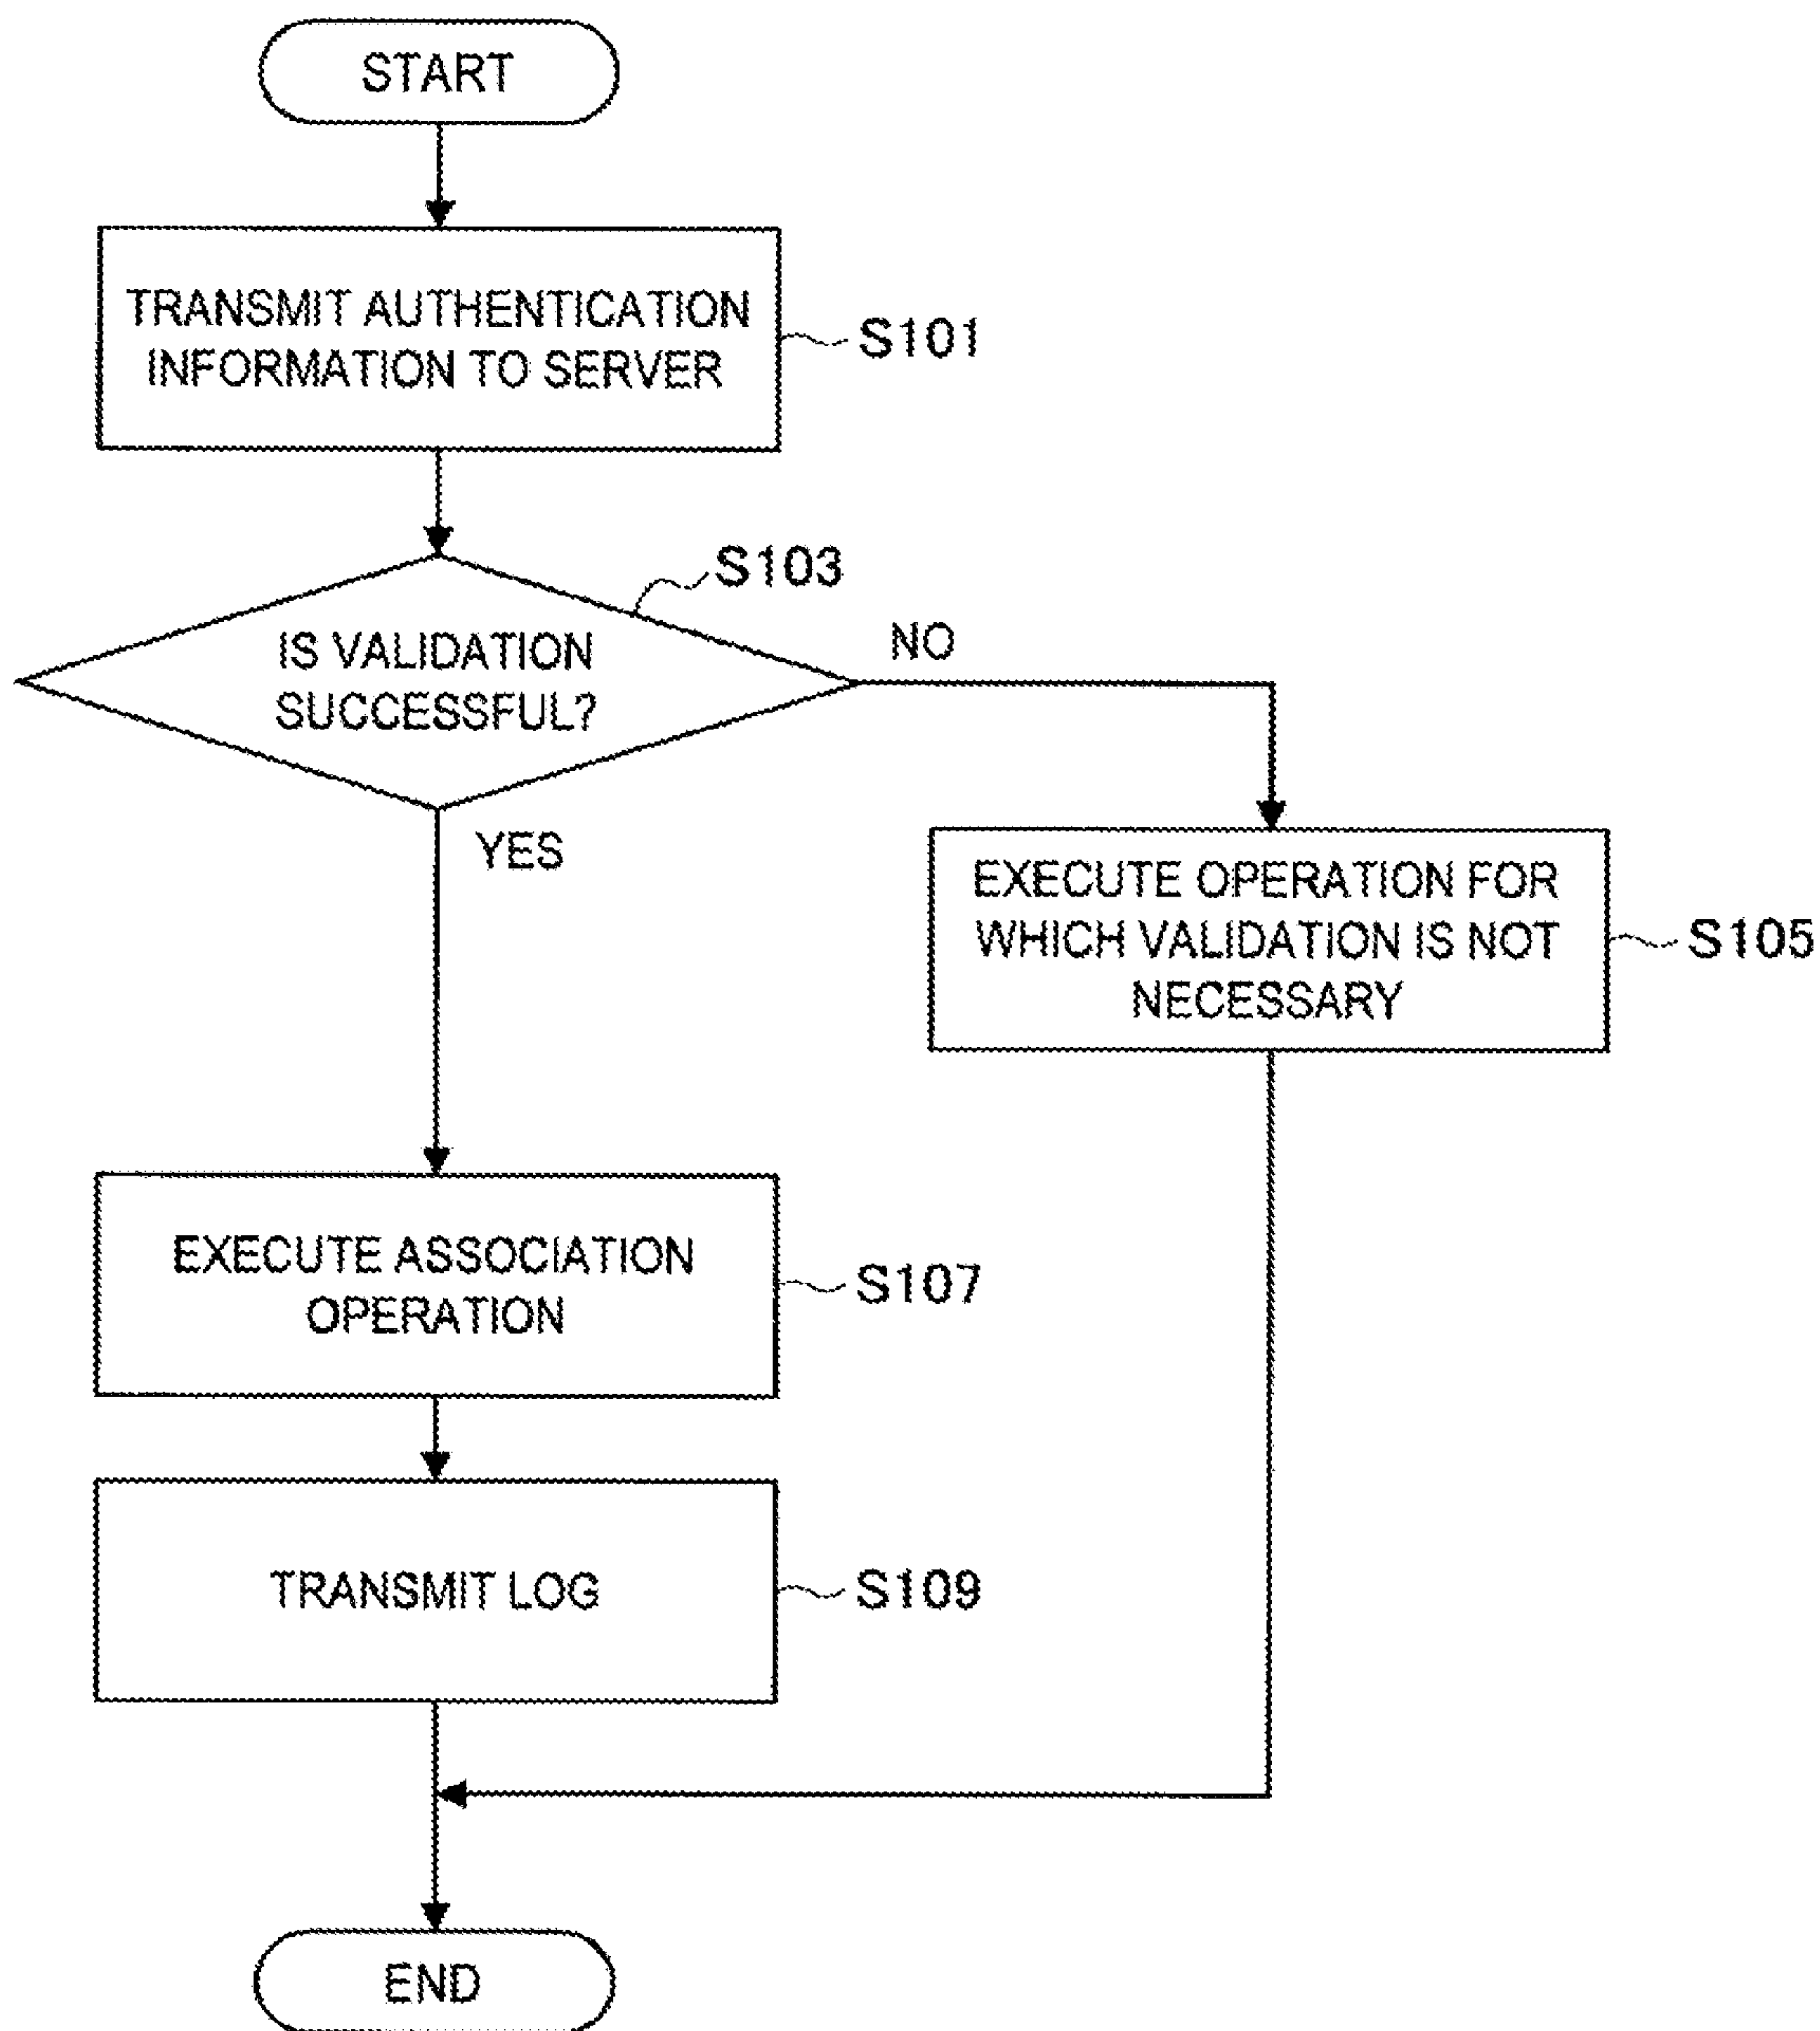 START
TRANSMIT AUTHENTICATION
INFORMATION TO SERVER
S101
S103
IS VALIDATION
SUCCESSFUL?
NO
YES
EXECUTE OPERATION FOR
WHICH VALIDATION IS NOT
NECESSARY
S105
EXECUTE ASSOCIATION
OPERATION
S107
TRANSMIT LOG
S109
END